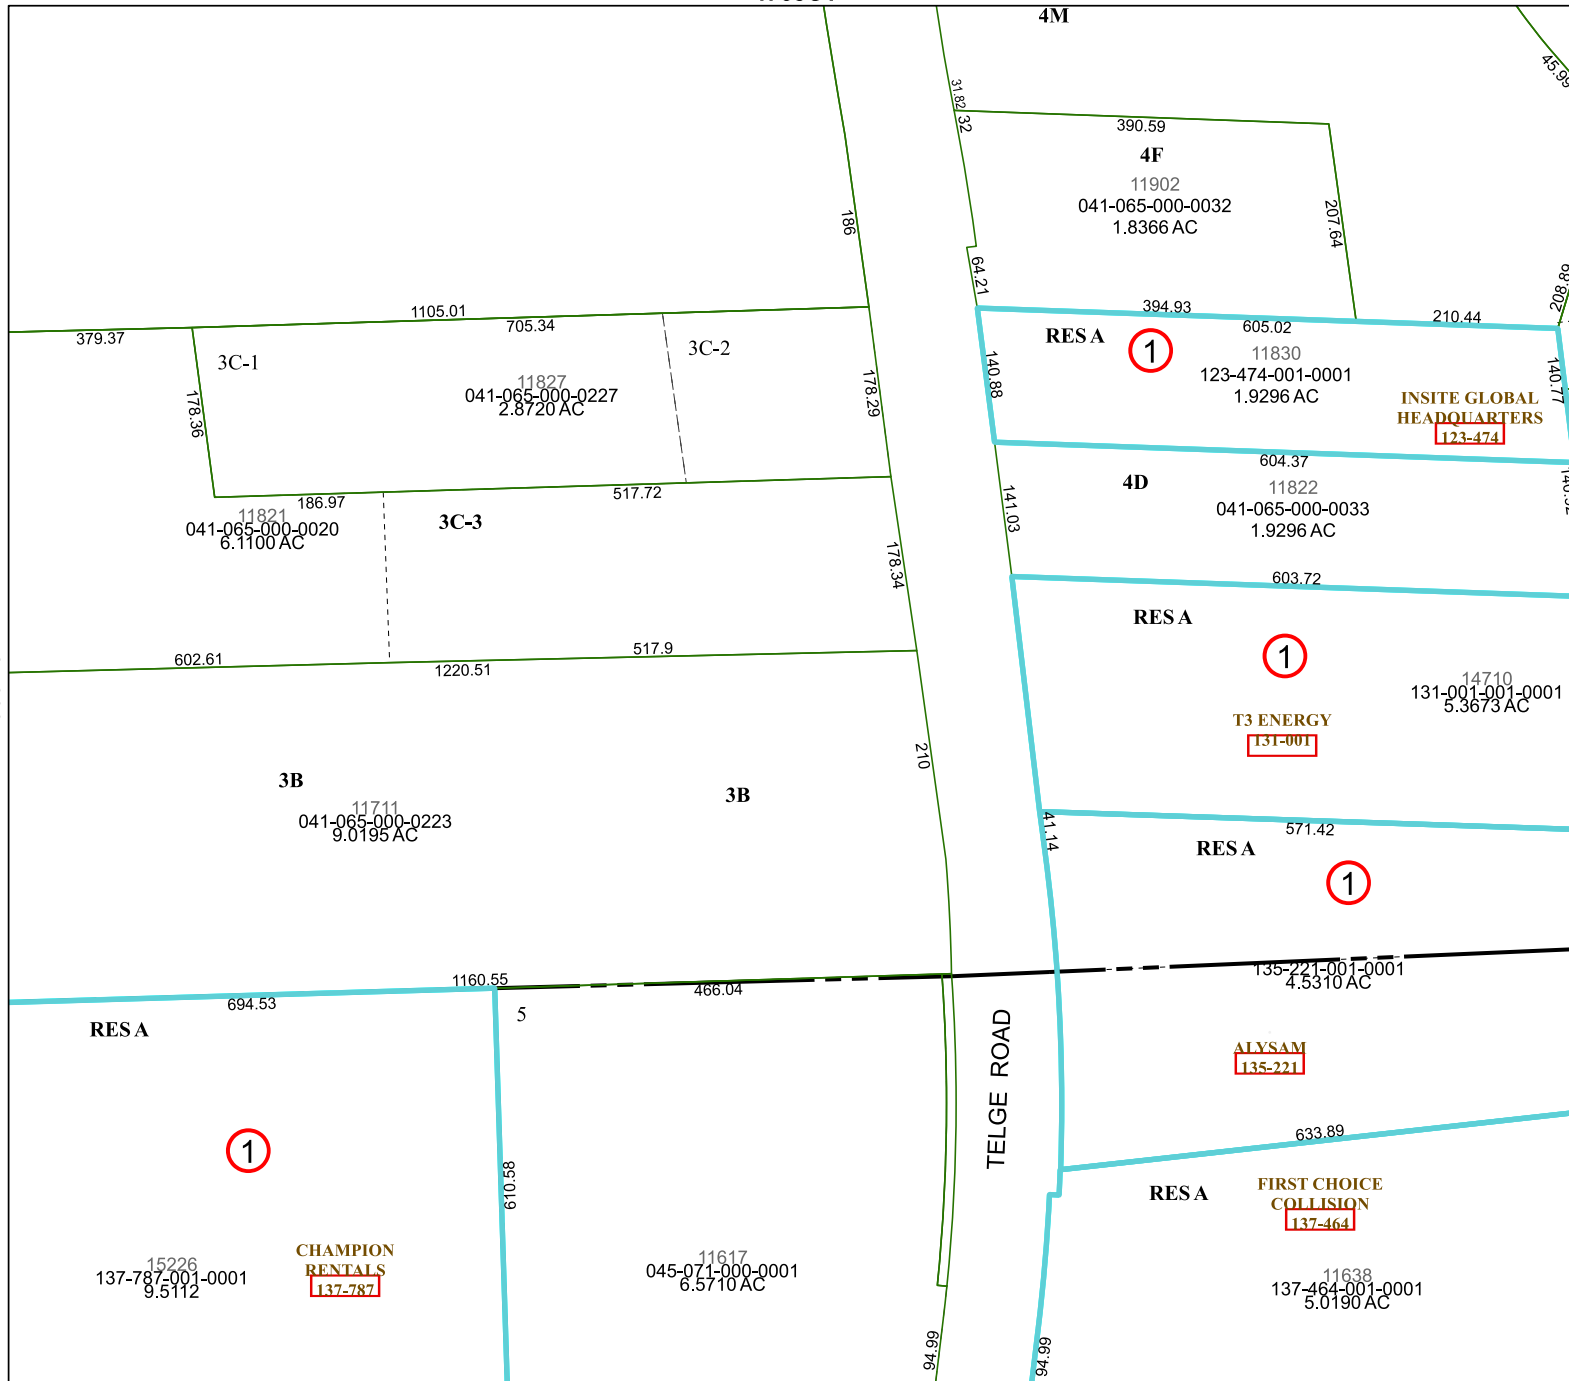 4M
45.99
31.82
32
390.59
4F
11902
041-065-000-0032
1.8366 AC
207.64
186
64.21
208.89
394.93
605.02
210.44
RES A
1
11830
123-474-001-0001
1.9296 AC
140.88
140.77
INSITE GLOBAL
HEADQUARTERS
123-474
1105.01
705.34
379.37
3C-1
3C-2
11827
041-065-000-0227
2.8720 AC
178.36
178.29
186.97
517.72
604.37
4D
11822
041-065-000-0033
1.9296 AC
141.03
11821
041-065-000-0020
6.1100 AC
3C-3
178.34
603.72
RES A
1
14710
131-001-001-0001
5.3673 AC
T3 ENERGY
131-001
602.61
517.9
1220.51
210
3B
3B
11711
041-065-000-0223
9.0195 AC
41.14
571.42
RES A
1
135-221-001-0001
4.5310 AC
1160.55
694.53
466.04
RES A
5
TELGE ROAD
ALYSAM
135-221
633.89
1
610.58
RES A
FIRST CHOICE
COLLISION
137-464
15226
137-787-001-0001
9.5112
CHAMPION
RENTALS
137-787
11617
045-071-000-0001
6.5710 AC
11638
137-464-001-0001
5.0190 AC
94.99
94.99